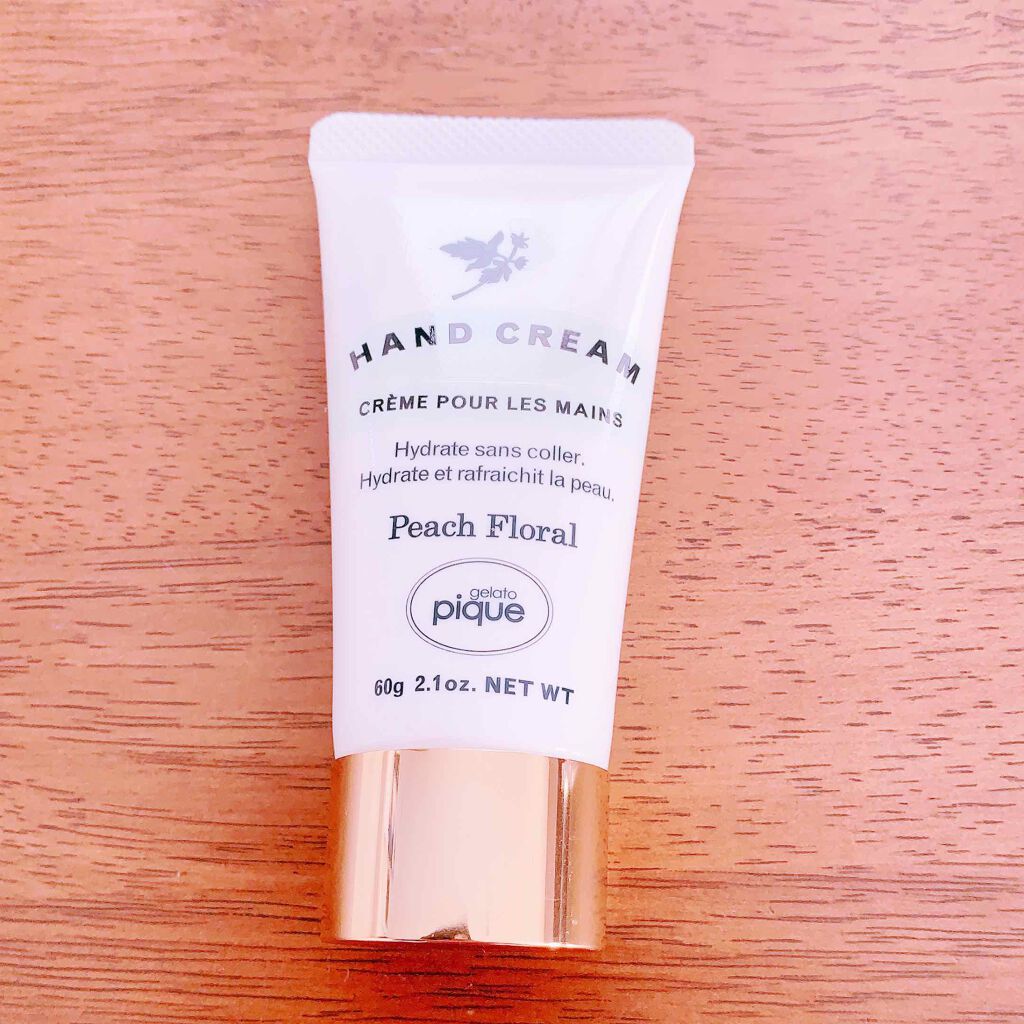 HAND CREAM
CRÈME POUR LES MAINS
Hydrate sans coller.
Hydrate et rafraichit la peau.
Peach Floral
gelato
pique
60g 2.1oz. NET WT